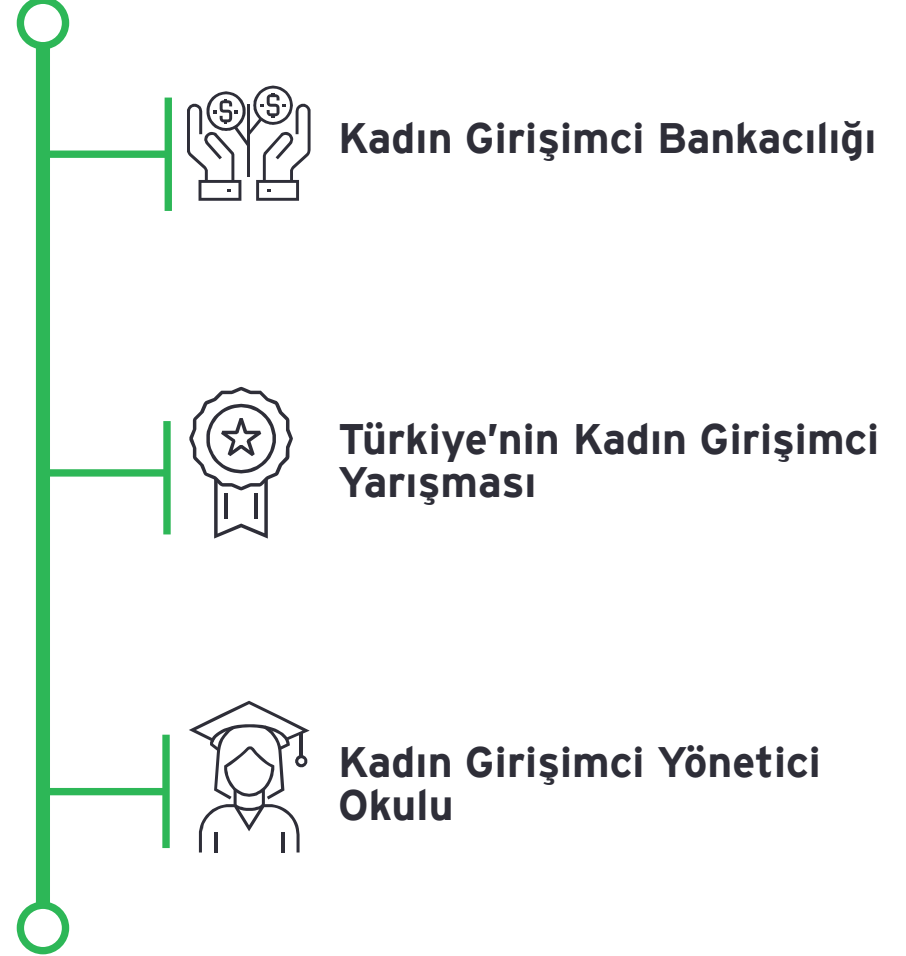 Kadın Girişimci Bankacılığı
Türkiye'nin Kadın Girişimci
Yarışması
Kadın Girişimci Yönetici
Okulu